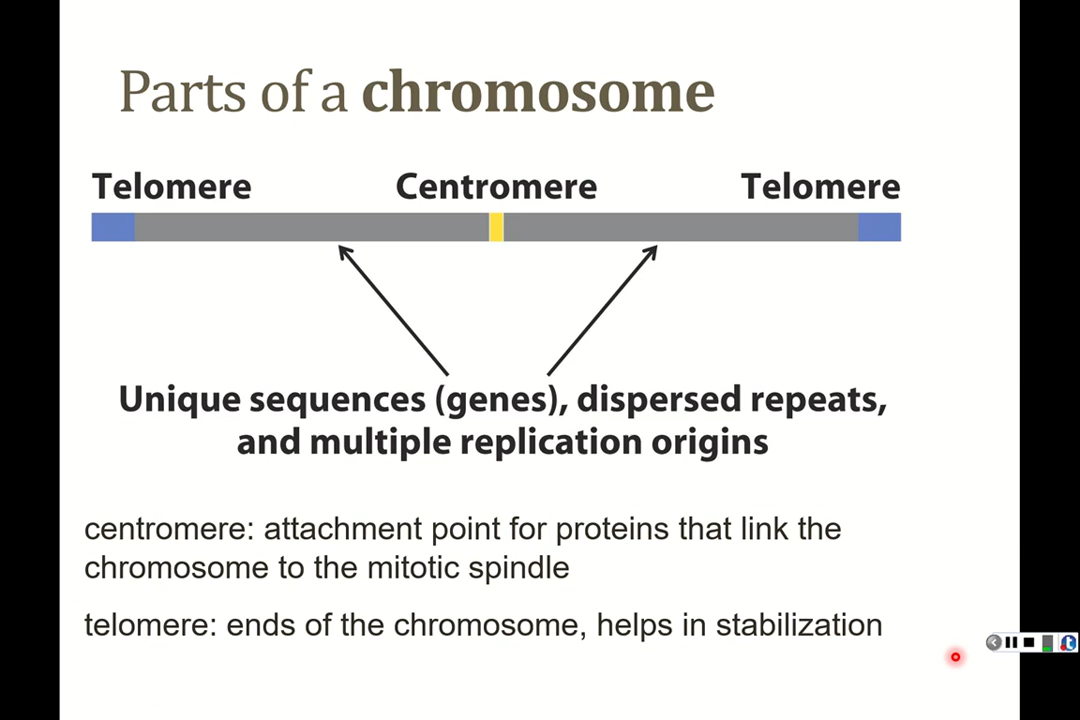 Parts of a chromosome
Telomere Centromere Telomere
Unique sequences (genes), dispersed repeats,
and multiple replication origins
centromere: attachment point for proteins that link the
chromosome to the mitotic spindle
telomere: ends of the chromosome, helps in stabilization